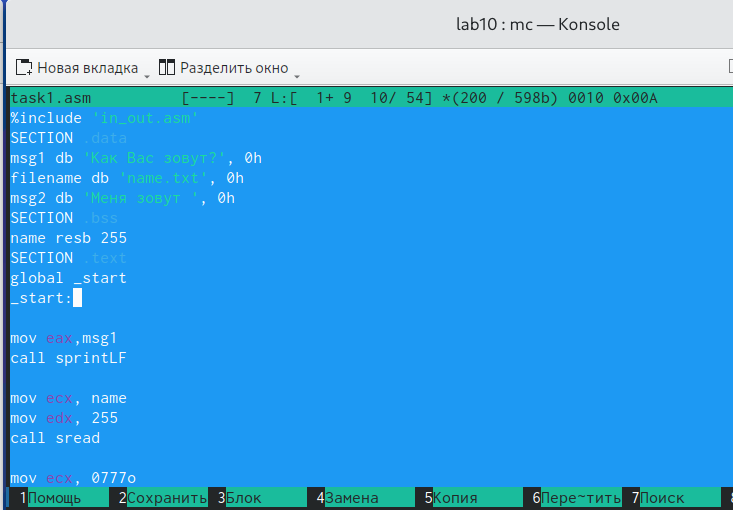 lab10 : mc — Konsole
Новая вкладка Разделить окно
task1.asm [----] 7 L:[ 1+ 9 10/ 54] *(200 / 598b) 0010 0x00A
%include 'in_out.asm'
SECTION .data
msg1 db 'Как Вас зовут?', 0h
filename db 'name.txt', 0h
msg2 db 'Меня зовут ', 0h
SECTION .bss
name resb 255
SECTION .text
global _start
_start:
mov eax,msg1
call sprintLF
mov ecx, name
mov edx, 255
call sread
mov ecx, 0777o
1Помощь 2Сохранить 3Блок 4Замена 5Копия 6Пере~тить 7Поиск 8